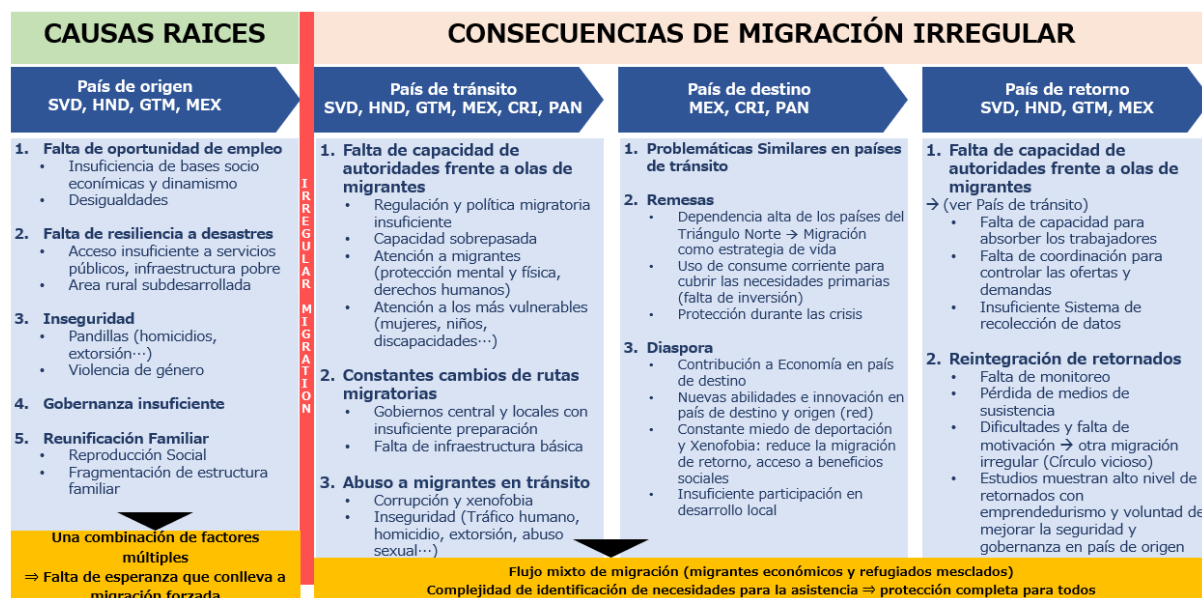 CAUSAS RAICES
CONSECUENCIAS DE MIGRACIÓN IRREGULAR
País de origen
SVD, HND, GTM, MEX
1. Falta de oportunidad de empleo
• Insuficiencia de bases socio
económicas y dinamismo
• Desigualdades
2. Falta de resiliencia a desastres
• Acceso insuficiente a servicios
públicos, infraestructura pobre
• Area rural subdesarrollada
3. Inseguridad
• Pandillas (homicidios,
extorsión…)
• Violencia de género
4. Gobernanza insuficiente
5. Reunificación Familiar
• Reproducción Social
• Fragmentación de estructura
familiar
Una combinación de factores
múltiples
⇒ Falta de esperanza que conlleva a
migración forzada
IRREGULAR MIGRATION
País de tránsito
SVD, HND, GTM, MEX, CRI, PAN
1. Falta de capacidad de
autoridades frente a olas de
migrantes
• Regulación y política migratoria
insuficiente
• Capacidad sobrepasada
• Atención a migrantes
(protección mental y física,
derechos humanos)
• Atención a los más vulnerables
(mujeres, niños,
discapacidades…)
2. Constantes cambios de rutas
migratorias
• Gobiernos central y locales con
insuficiente preparación
• Falta de infraestructura básica
3. Abuso a migrantes en tránsito
• Corrupción y xenofobia
• Inseguridad (Tráfico humano,
homicidio, extorsión, abuso
sexual…)
País de destino
MEX, CRI, PAN
1. Problemáticas Similares en países
de tránsito
2. Remesas
• Dependencia alta de los países del
Triángulo Norte → Migración
como estrategia de vida
• Uso de consume corriente para
cubrir las necesidades primarias
(falta de inversión)
• Protección durante las crisis
3. Diaspora
• Contribución a Economía en país
de destino
• Nuevas abilidades e innovación en
país de destino y origen (red)
• Constante miedo de deportación
y Xenofobia: reduce la migración
de retorno, acceso a beneficios
sociales
• Insuficiente participación en
desarrollo local
País de retorno
SVD, HND, GTM, MEX
1. Falta de capacidad de
autoridades frente a olas de
migrantes
→ (ver País de tránsito)
• Falta de capacidad para
absorber los trabajadores
• Falta de coordinación para
controlar las ofertas y
demandas
• Insuficiente Sistema de
recolección de datos
2. Reintegración de retornados
• Falta de monitoreo
• Pérdida de medios de
susistencia
• Dificultades y falta de
motivación → otra migración
irregular (Círculo vicioso)
• Estudios muestran alto nivel de
retornados con
emprendedurismo y voluntad de
mejorar la seguridad y
gobernanza en país de origen
Flujo mixto de migración (migrantes económicos y refugiados mesclados)
Complejidad de identificación de necesidades para la asistencia ⇒ protección completa para todos